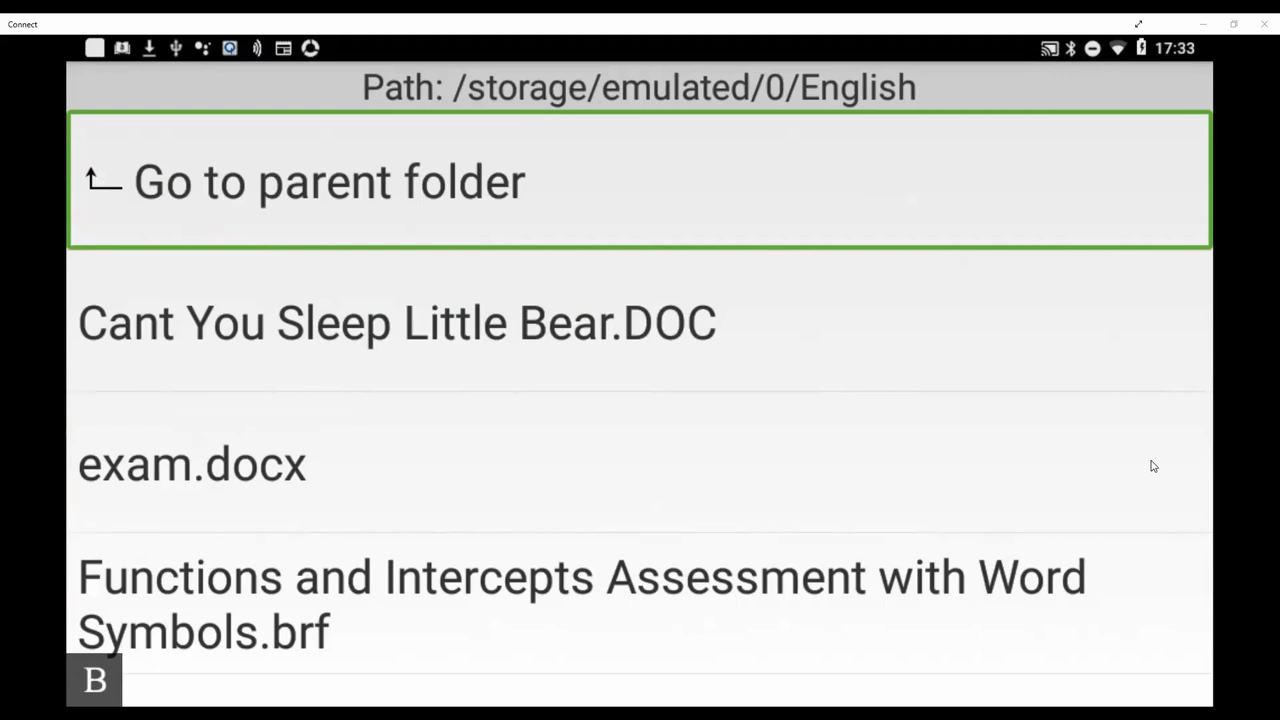 Connect
17:33
Path: /storage/emulated/0/English
Go to parent folder
Cant You Sleep Little Bear.DOC
exam.docx
Functions and Intercepts Assessment with Word
Symbols.brf
B